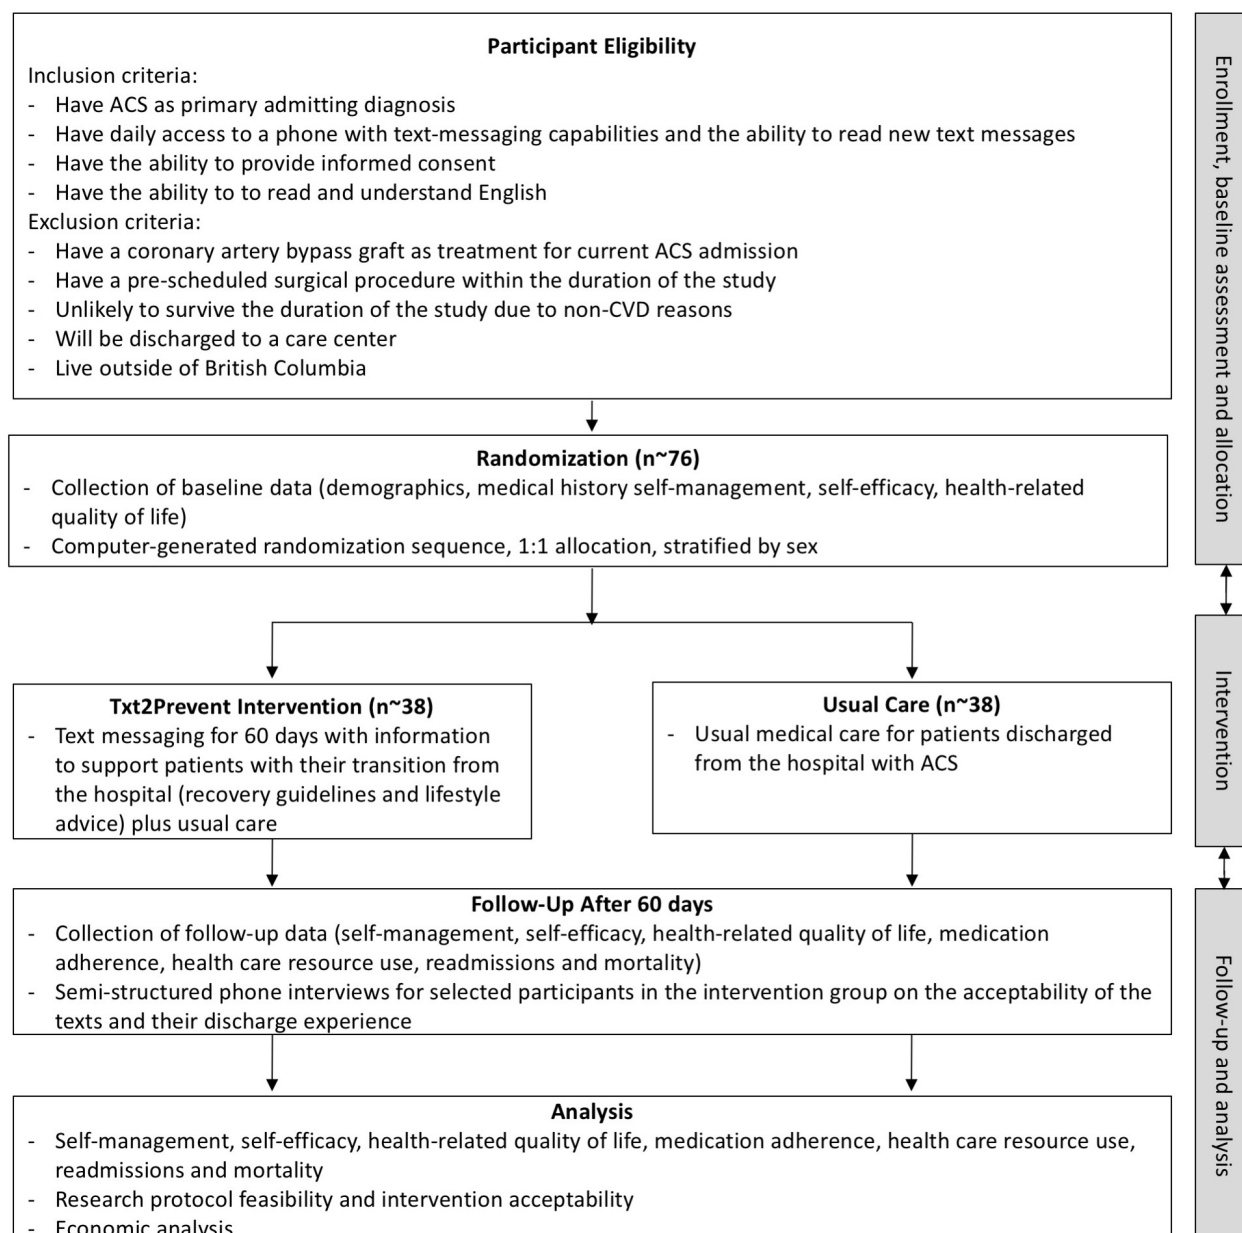 Participant Eligibility
Inclusion criteria:
- Have ACS as primary admitting diagnosis
- Have daily access to a phone with text-messaging capabilities and the ability to read new text messages
- Have the ability to provide informed consent
- Have the ability to to read and understand English
Exclusion criteria:
- Have a coronary artery bypass graft as treatment for current ACS admission
- Have a pre-scheduled surgical procedure within the duration of the study
- Unlikely to survive the duration of the study due to non-CVD reasons
- Will be discharged to a care center
- Live outside of British Columbia
Enrollment, baseline assessment and allocation
Randomization (n~76)
- Collection of baseline data (demographics, medical history self-management, self-efficacy, health-related
quality of life)
- Computer-generated randomization sequence, 1:1 allocation, stratified by sex
Txt2Prevent Intervention (n~38)
- Text messaging for 60 days with information
to support patients with their transition from
the hospital (recovery guidelines and lifestyle
advice) plus usual care
Usual Care (n~38)
- Usual medical care for patients discharged
from the hospital with ACS
Intervention
Follow-Up After 60 days
- Collection of follow-up data (self-management, self-efficacy, health-related quality of life, medication
adherence, health care resource use, readmissions and mortality)
- Semi-structured phone interviews for selected participants in the intervention group on the acceptability of the
texts and their discharge experience
Follow-up and analysis
Analysis
- Self-management, self-efficacy, health-related quality of life, medication adherence, health care resource use,
readmissions and mortality
- Research protocol feasibility and intervention acceptability
- Economic analysis